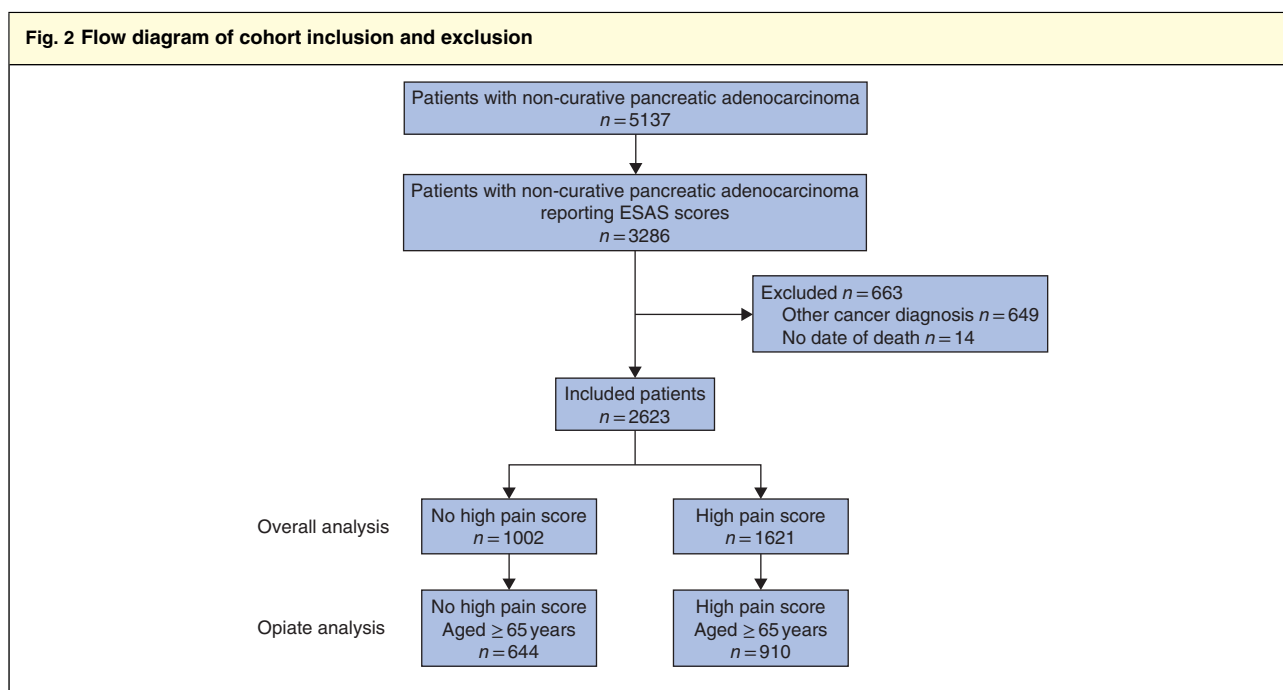 Fig. 2 Flow diagram of cohort inclusion and exclusion
Patients with non-curative pancreatic adenocarcinoma
n = 5137
Patients with non-curative pancreatic adenocarcinoma
reporting ESAS scores
n = 3286
Excluded n = 663
Other cancer diagnosis n = 649
No date of death n = 14
Included patients
n = 2623
Overall analysis
No high pain score
n = 1002
High pain score
n = 1621
Opiate analysis
No high pain score
Aged ≥ 65 years
n = 644
High pain score
Aged ≥ 65 years
n = 910